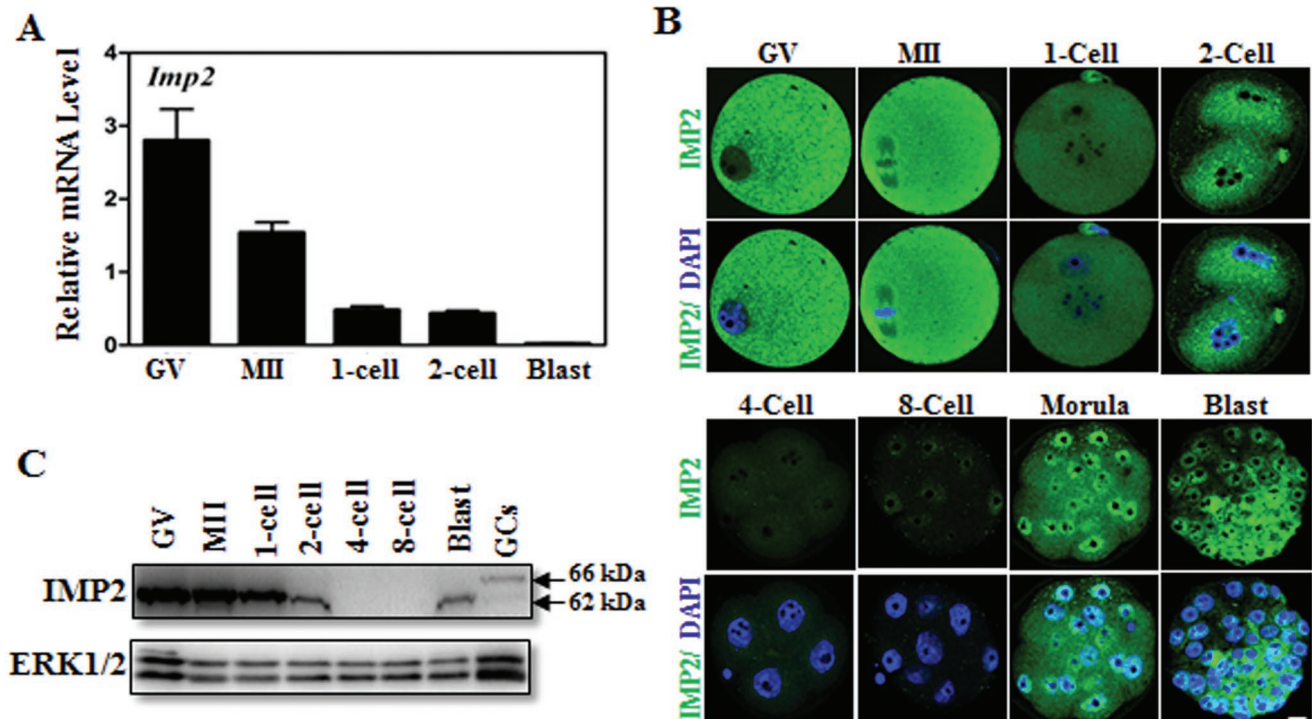 A
Imp2
Relative mRNA Level
4
3
2
1
0
GV MII 1-cell 2-cell Blast
B
GV MII 1-Cell 2-Cell
IMP2
IMP2/ DAPI
4-Cell 8-Cell Morula Blast
IMP2
IMP2/ DAPI
C
GV MII 1-cell 2-cell 4-cell 8-cell Blast GCs
IMP2
66 kDa
62 kDa
ERK1/2